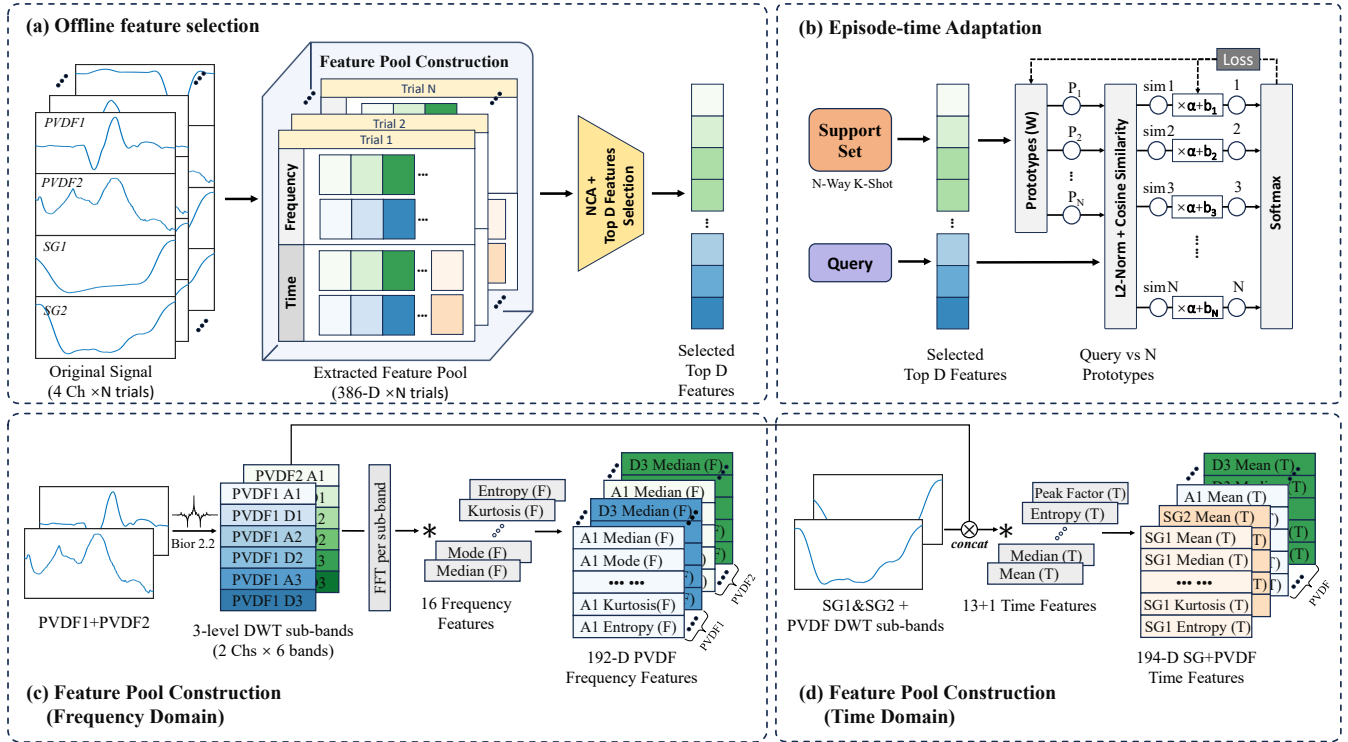 (a) Offline feature selection
PVDF1
PVDF2
SG1
SG2
Original Signal
(4 Ch ×N trials)
Feature Pool Construction
Trial N
Trial 2
Trial 1
Frequency
Time
...
...
...
...
Extracted Feature Pool
(386-D ×N trials)
NCA +
Top D Features
Selection
...
Selected
Top D
Features
(b) Episode-time Adaptation
Support
Set
N-Way K-Shot
Query
...
Selected
Top D Features
Prototypes (W)
P1
P2
...
PN
L2-Norm + Cosine Similarity
Query vs N
Prototypes
Loss
sim1
×α+b1
1
sim2
×α+b2
2
sim3
×α+b3
3
simN
×α+bN
N
Softmax
PVDF1+PVDF2
Bior 2.2
PVDF2 A1
PVDF1 A1
PVDF1 D1
D1
PVDF1 A2
2
PVDF1 D2
D2
PVDF1 A3
3
PVDF1 D3
D3
3-level DWT sub-bands
(2 Chs × 6 bands)
FFT per sub-band
*
Entropy (F)
Kurtosis (F)
Mode (F)
Median (F)
16 Frequency
Features
D3 Median (F)
A1 Median (F)
D3 Median (F)
A1 Median (F)
A1 Mode (F)
... ...
A1 Kurtosis(F)
A1 Entropy (F)
PVDF2
PVDF1
192-D PVDF
Frequency Features
(c) Feature Pool Construction
(Frequency Domain)
SG1&SG2 +
PVDF DWT sub-bands
concat
*
Peak Factor (T)
Entropy (T)
Median (T)
Mean (T)
13+1 Time Features
D3 Mean (T)
A1 Mean (T)
SG2 Mean (T)
SG1 Mean (T)
SG1 Median (T)
... ...
SG1 Kurtosis (T)
SG1 Entropy (T)
PVDF
194-D SG+PVDF
Time Features
(d) Feature Pool Construction
(Time Domain)